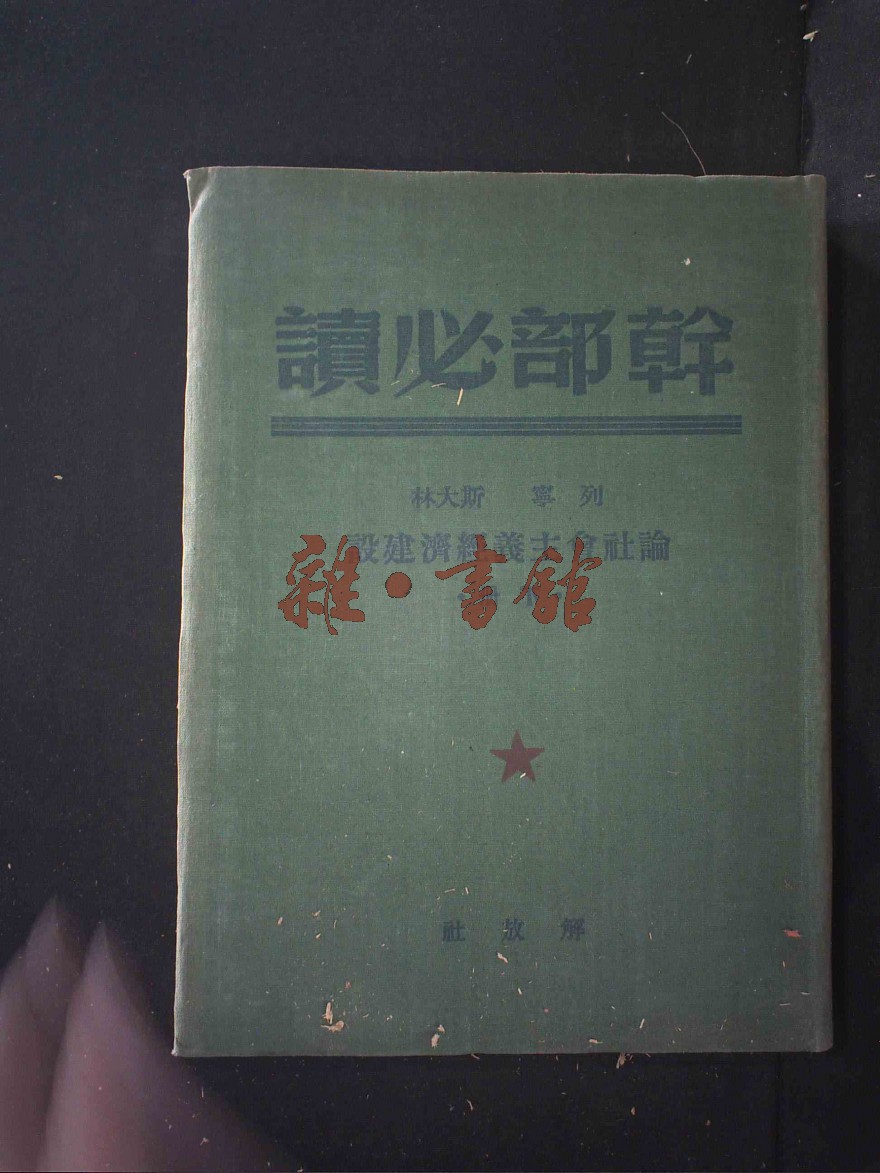 幹部必讀
列寧 斯大林
論社會主義經濟建設
雜·書館
解放社